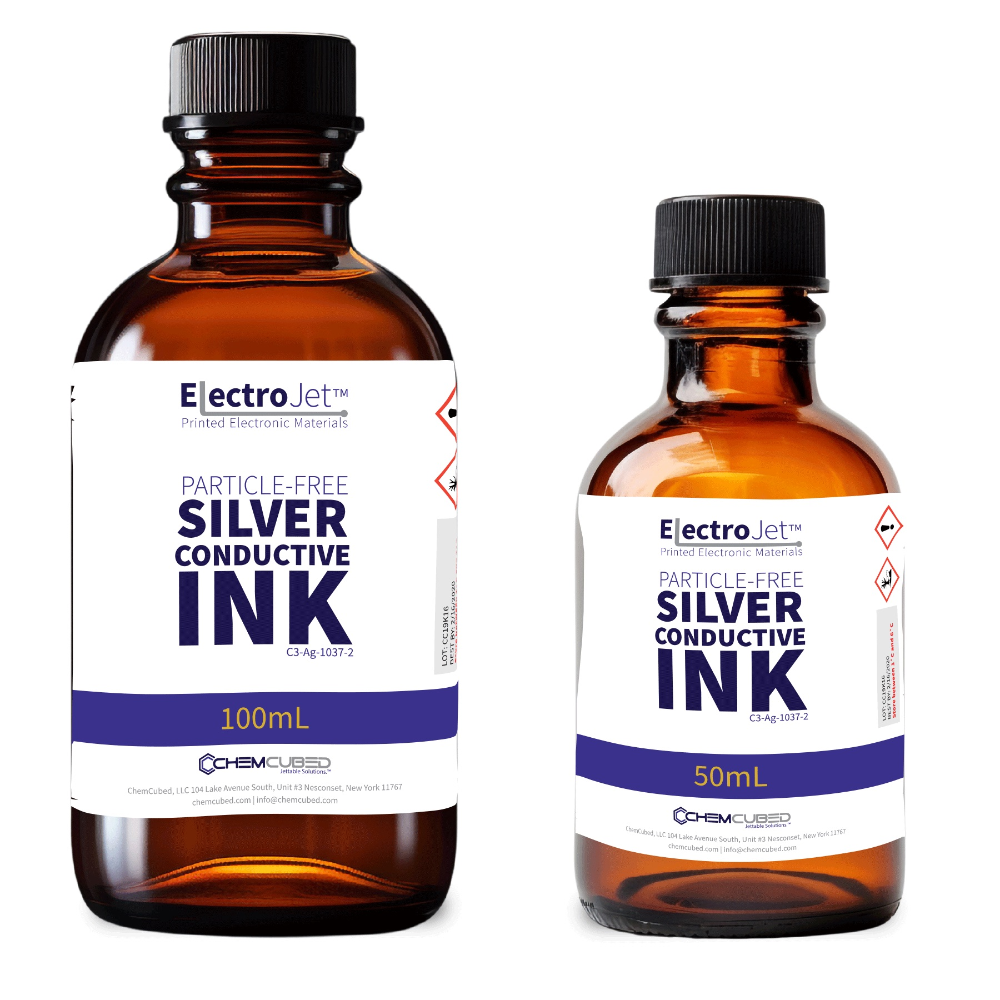 ElectroJet™
Printed Electronic Materials
PARTICLE-FREE
SILVER
CONDUCTIVE
INK
C3-Ag-1037-2
LOT: CC19K16
BEST BY: 2/16/2020
100mL
CHEMCUBED
Jettable Solutions.™
ChemCubed, LLC 104 Lake Avenue South, Unit #3 Nesconset, New York 11767
chemcubed.com | info@chemcubed.com
ElectroJet™
Printed Electronic Materials
PARTICLE-FREE
SILVER
CONDUCTIVE
INK
C3-Ag-1037-2
LOT: CC19K16
BEST BY: 2/16/2020
Store between 1°C and 6°C
50mL
CHEMCUBED
Jettable Solutions.™
ChemCubed, LLC 104 Lake Avenue South, Unit #3 Nesconset, New York 11767
chemcubed.com | info@chemcubed.com